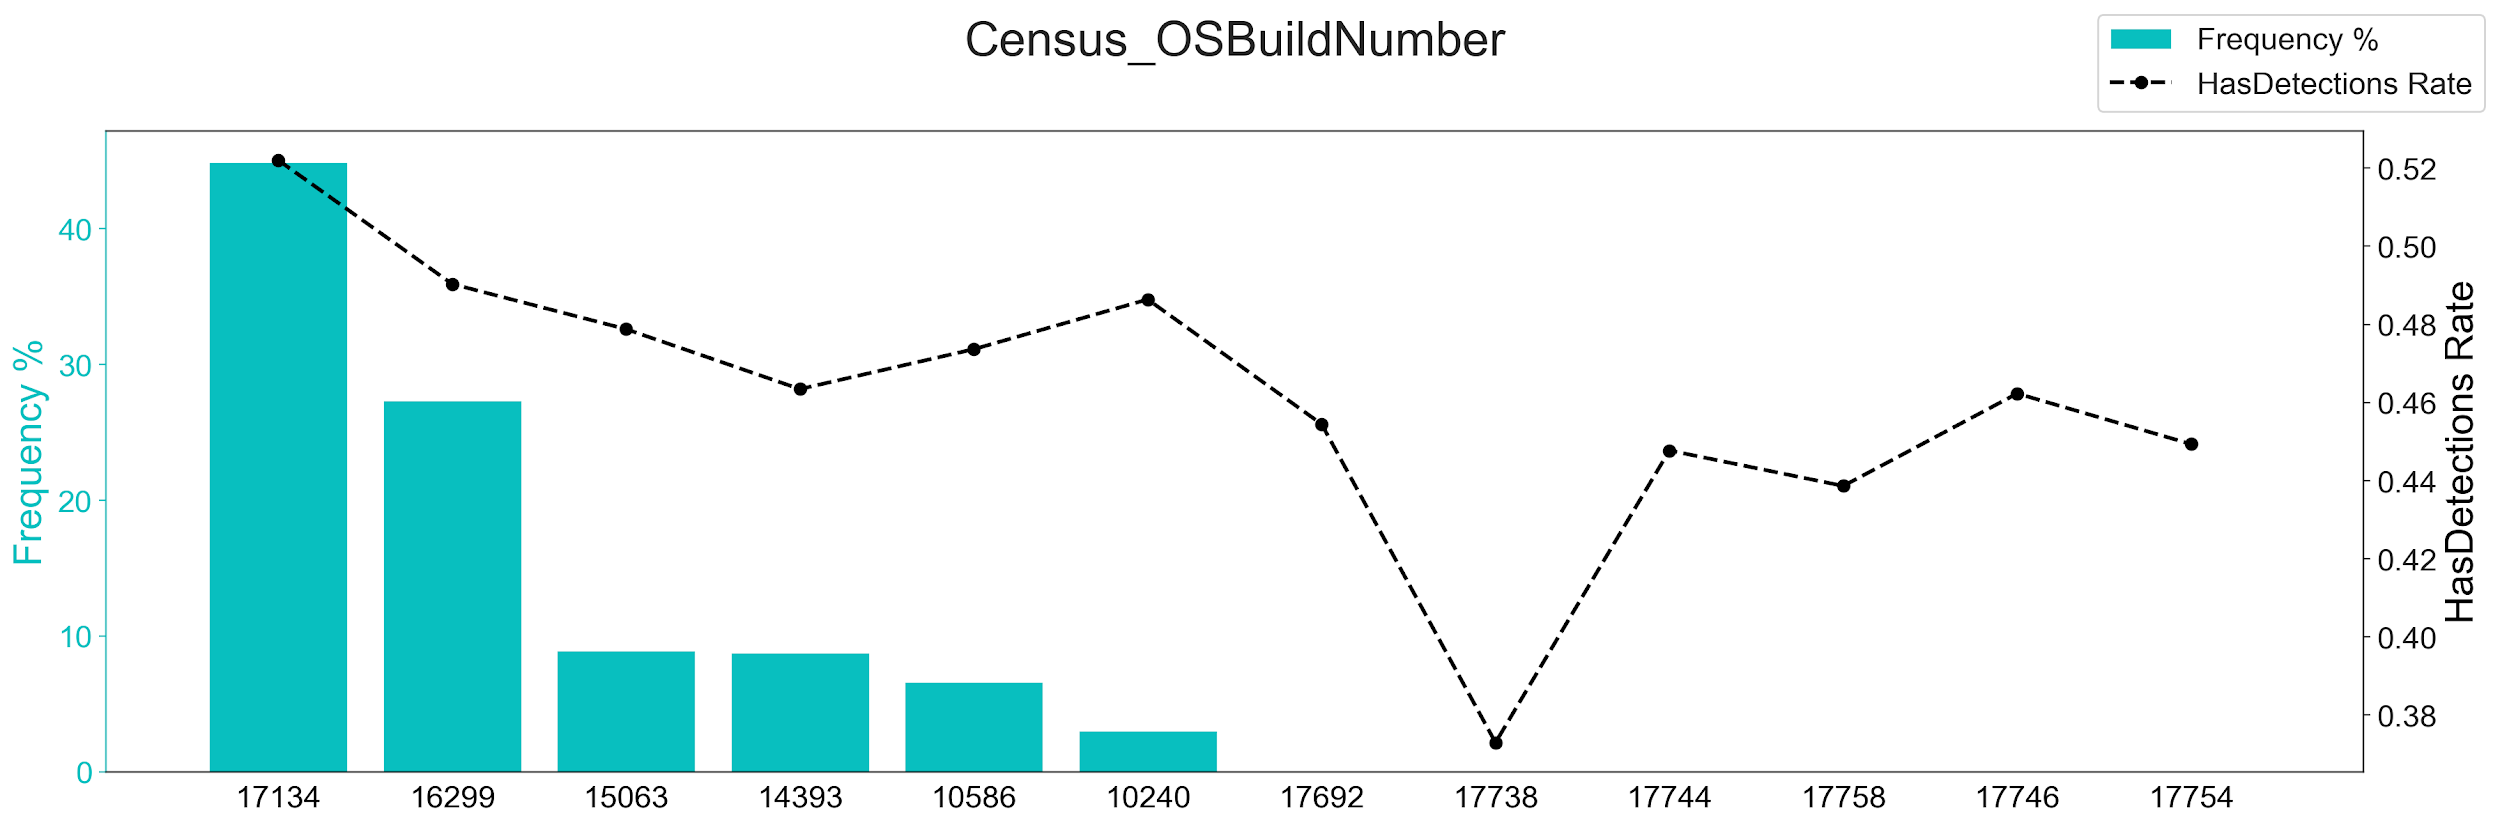 Census_OSBuildNumber
Frequency %
HasDetections Rate
40
30
20
10
0
Frequency %
0.52
0.50
0.48
0.46
0.44
0.42
0.40
0.38
HasDetections Rate
17134 16299 15063 14393 10586 10240 17692 17738 17744 17758 17746 17754